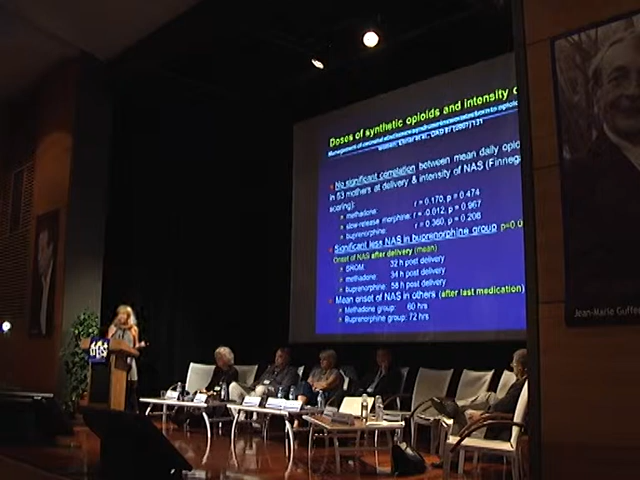 Doses of synthetic opioids and intensity o
No significant correlation between mean daily opio
in 53 mothers at delivery & intensity of NAS (Finneg
scoring):
methadone: r = 0.170, p = 0.474
slow-release morphine: r = -0.012, p = 0.967
buprenorphine: r = 0.360, p = 0.208
Significant less NAS in buprenorphine group p=0.0
Onset of NAS after delivery (mean)
SROM: 32 h post delivery
methadone: 34 h post delivery
buprenorphine: 58 h post delivery
Mean onset of NAS in others (after last medication)
Methadone group: 60 hrs
Buprenorphine group: 72 hrs
Jean-Marie Guffe